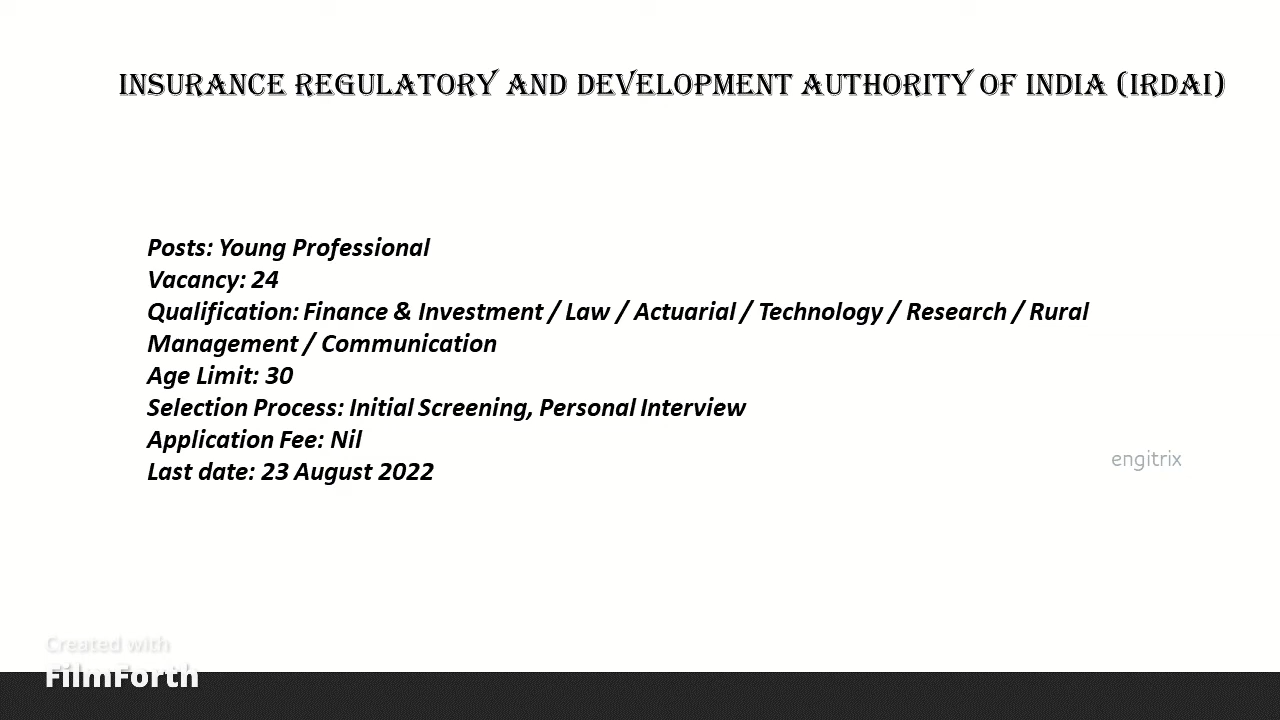 INSURANCE REGULATORY AND DEVELOPMENT AUTHORITY OF INDIA (IRDAI)
Posts: Young Professional
Vacancy: 24
Qualification: Finance & Investment / Law / Actuarial / Technology / Research / Rural
Management / Communication
Age Limit: 30
Selection Process: Initial Screening, Personal Interview
Application Fee: Nil
Last date: 23 August 2022
engitrix
Created with
FilmForth